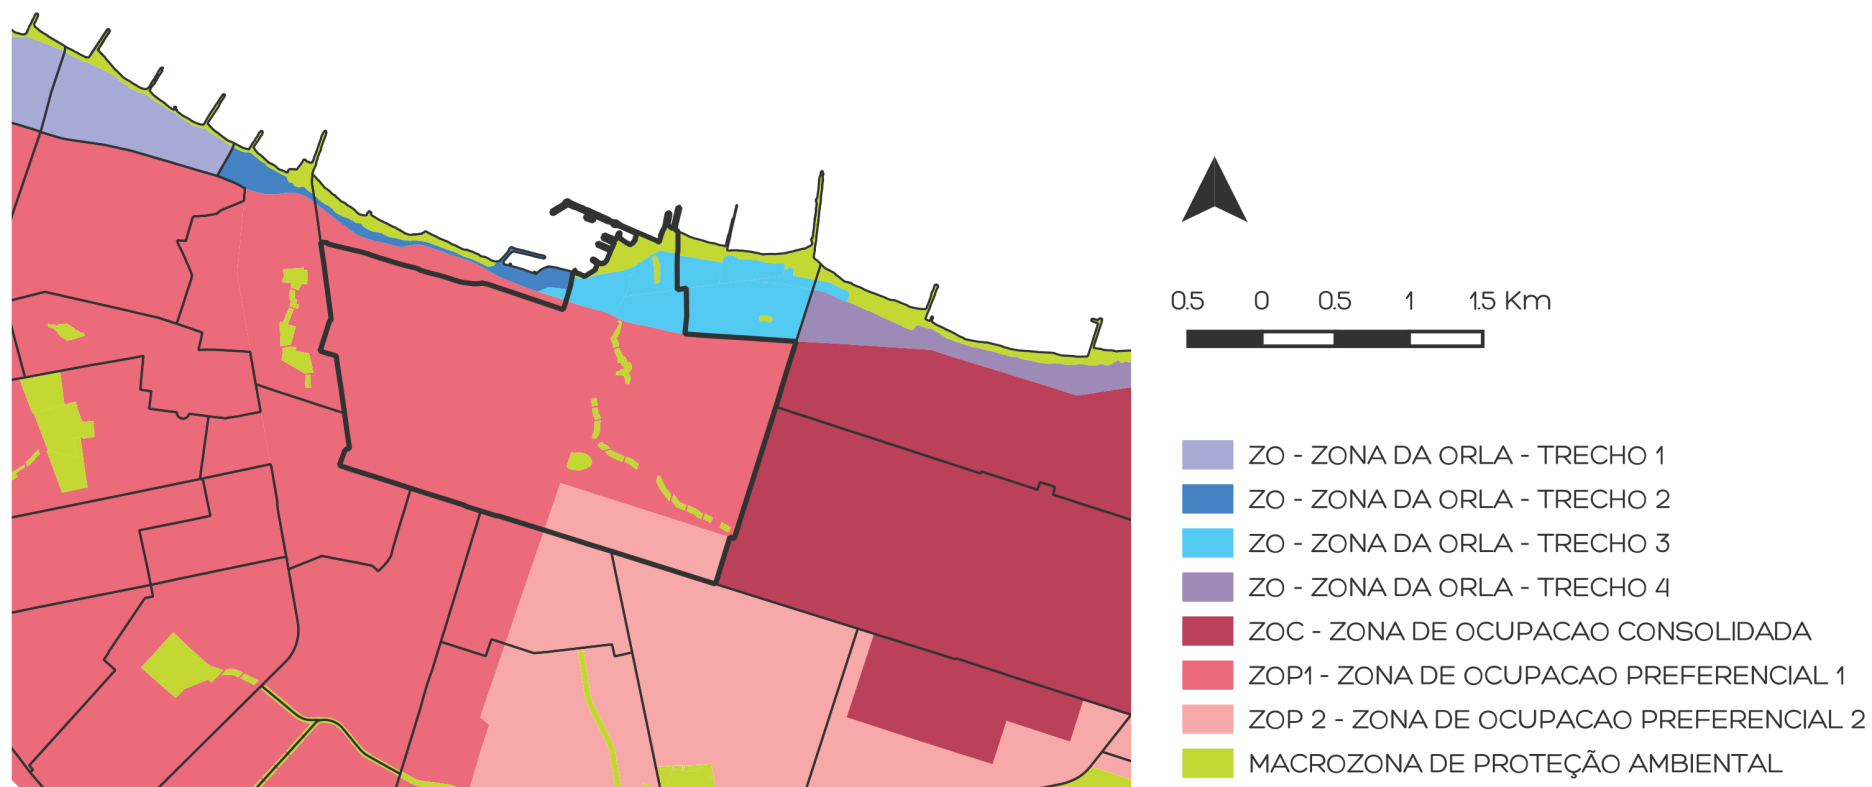 0.5 0 0.5 1 1.5 Km
ZO - ZONA DA ORLA - TRECHO 1
ZO - ZONA DA ORLA - TRECHO 2
ZO - ZONA DA ORLA - TRECHO 3
ZO - ZONA DA ORLA - TRECHO 4
ZOC - ZONA DE OCUPACAO CONSOLIDADA
ZOP1 - ZONA DE OCUPACAO PREFERENCIAL 1
ZOP 2 - ZONA DE OCUPACAO PREFERENCIAL 2
MACROZONA DE PROTEÇÃO AMBIENTAL